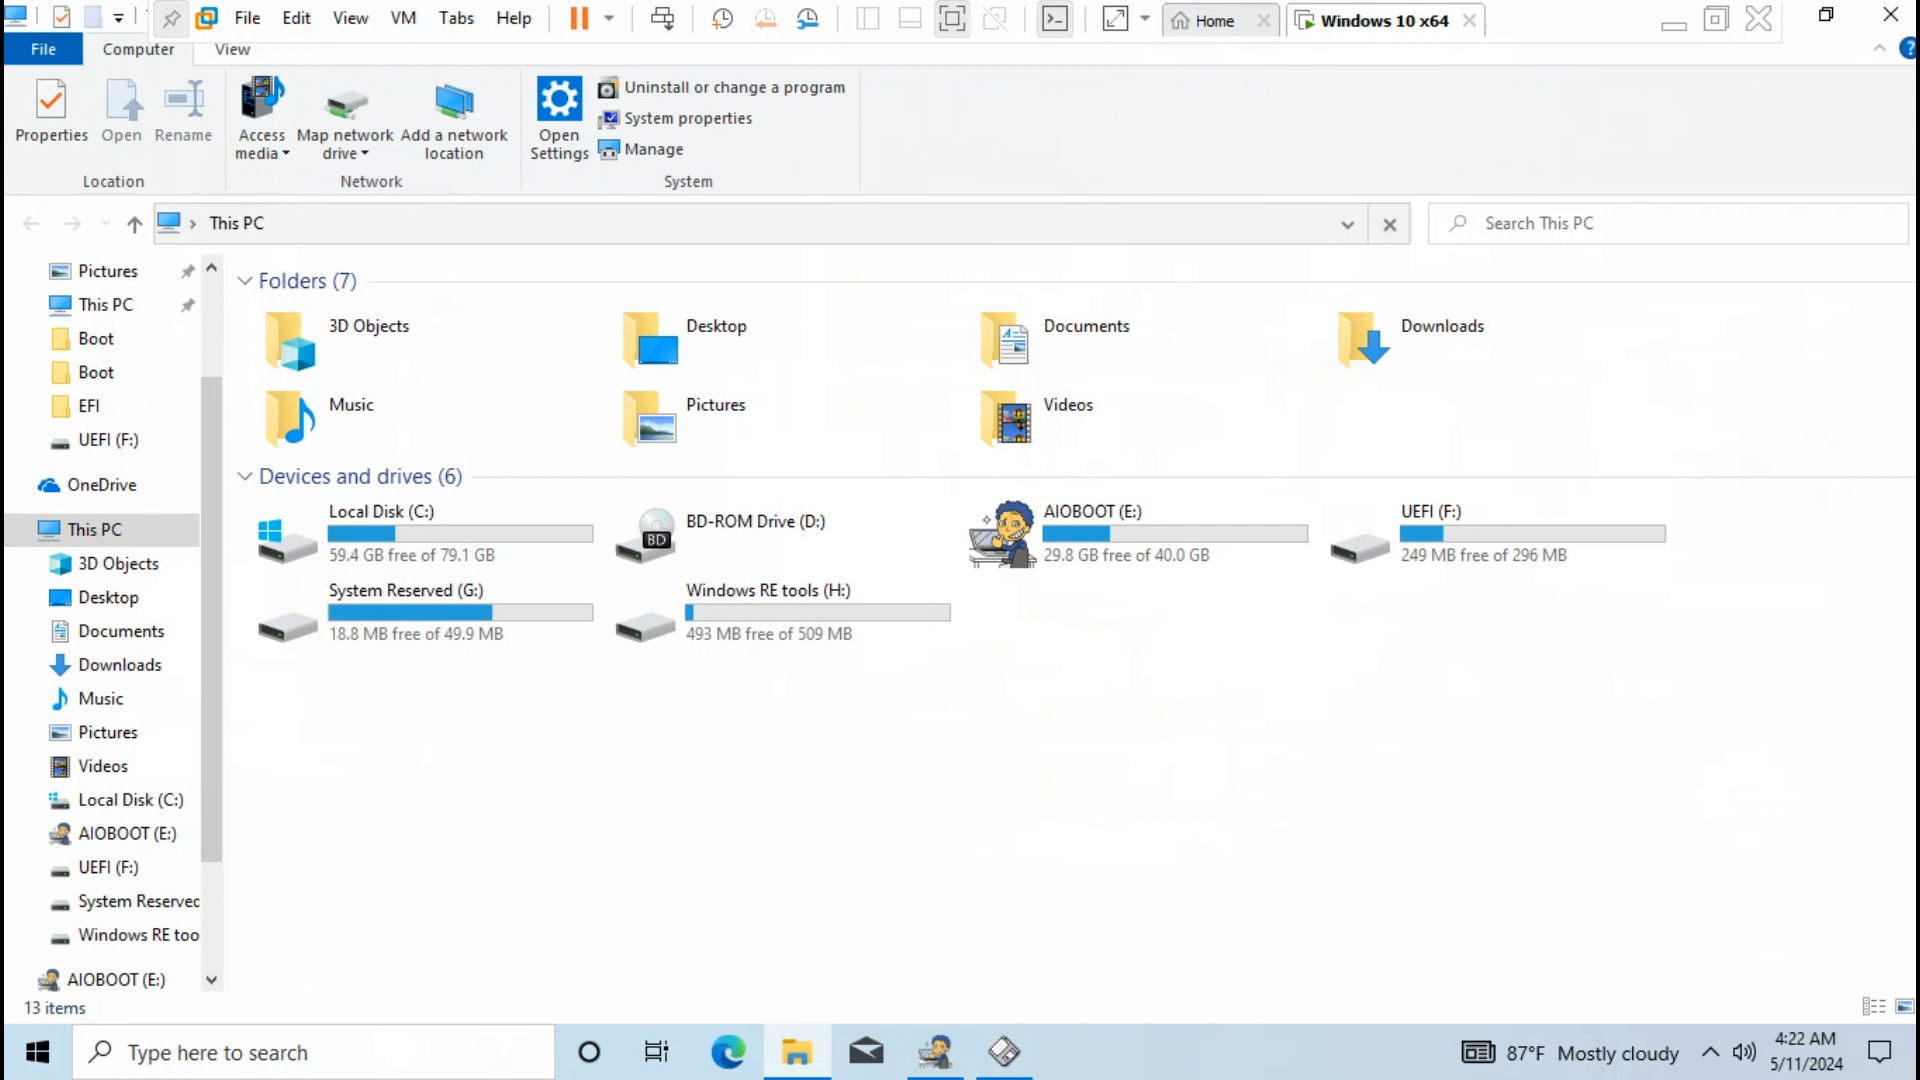 File Edit View VM Tabs Help Home Windows 10 x64
File Computer View
Properties Open Rename
Access media
Map network drive
Add a network location
Open Settings
Uninstall or change a program
System properties
Manage
Location Network System
This PC
Search This PC
Pictures
This PC
Boot
Boot
EFI
UEFI (F:)
OneDrive
This PC
3D Objects
Desktop
Documents
Downloads
Music
Pictures
Videos
Local Disk (C:)
AIOBOOT (E:)
UEFI (F:)
System Reserved
Windows RE too
AIOBOOT (E:)
Folders (7)
3D Objects
Desktop
Documents
Downloads
Music
Pictures
Videos
Devices and drives (6)
Local Disk (C:)
59.4 GB free of 79.1 GB
BD
BD-ROM Drive (D:)
AIOBOOT (E:)
29.8 GB free of 40.0 GB
UEFI (F:)
249 MB free of 296 MB
System Reserved (G:)
18.8 MB free of 49.9 MB
Windows RE tools (H:)
493 MB free of 509 MB
13 items
Type here to search
87°F Mostly cloudy
4:22 AM
5/11/2024